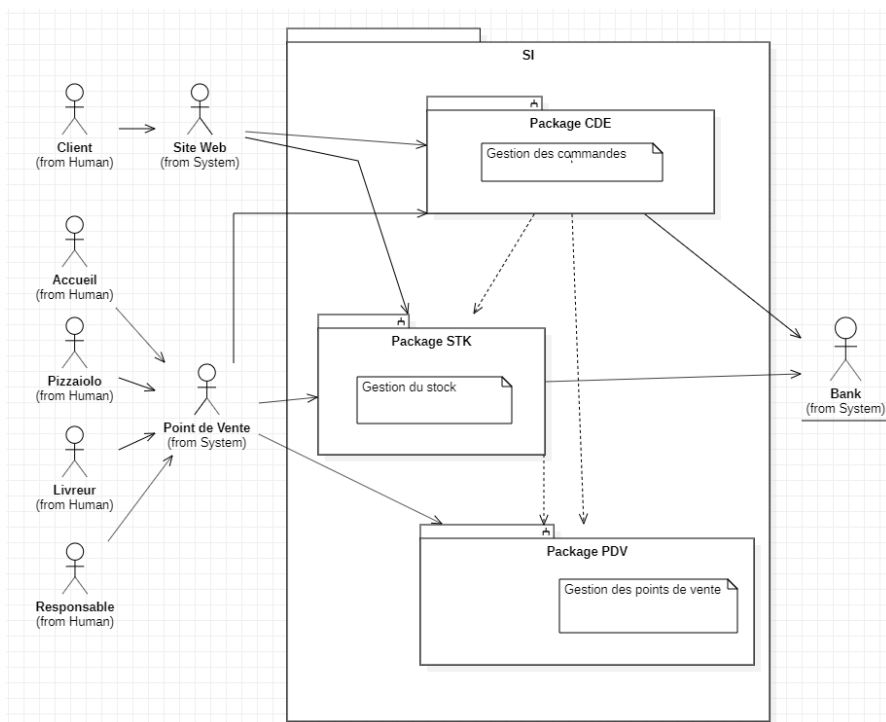 SI
Package CDE
Gestion des commandes
Client
(from Human)
Site Web
(from System)
Accueil
(from Human)
Package STK
Gestion du stock
Pizzaiolo
(from Human)
Bank
(from System)
Point de Vente
(from System)
Livreur
(from Human)
Package PDV
Gestion des points de vente
Responsable
(from Human)